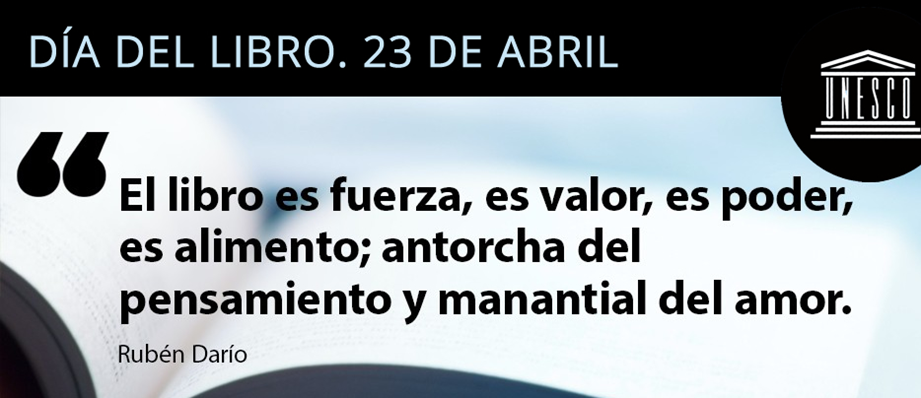 DÍA DEL LIBRO. 23 DE ABRIL
UNESCO
“
El libro es fuerza, es valor, es poder,
es alimento; antorcha del
pensamiento y manantial del amor.
Rubén Darío